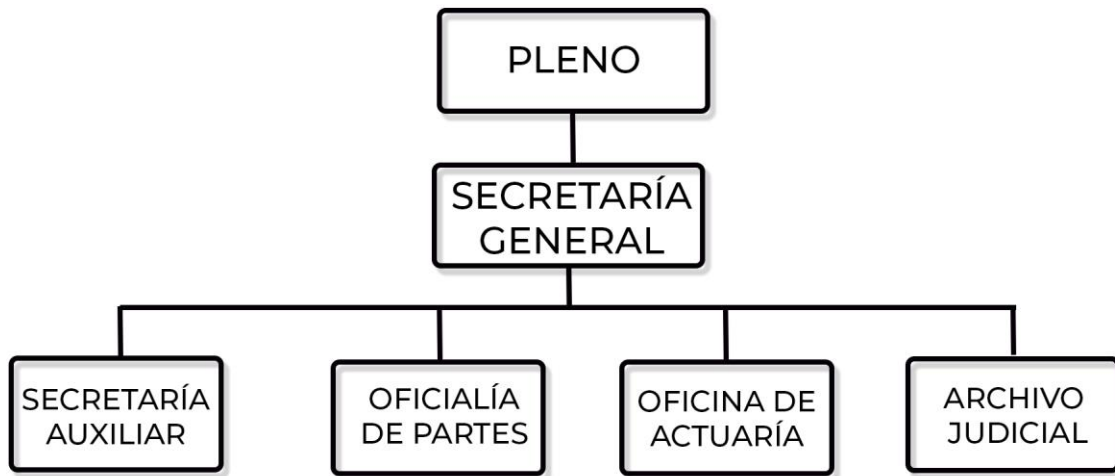 PLENO
SECRETARÍA
GENERAL
SECRETARÍA
AUXILIAR
OFICIALÍA
DE PARTES
OFICINA DE
ACTUARÍA
ARCHIVO
JUDICIAL